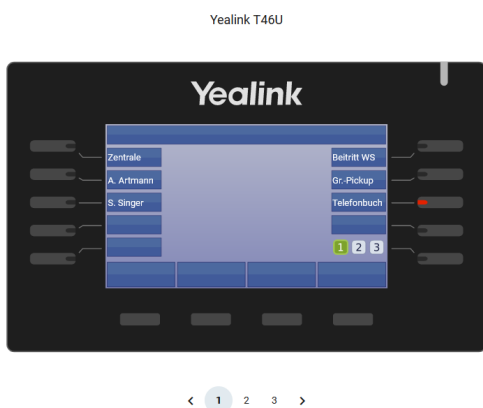 Yealink T46U
Yealink
Zentrale
Beitritt WS
A. Artmann
Gr.-Pickup
S. Singer
Telefonbuch
1 2 3
< 1 2 3 >